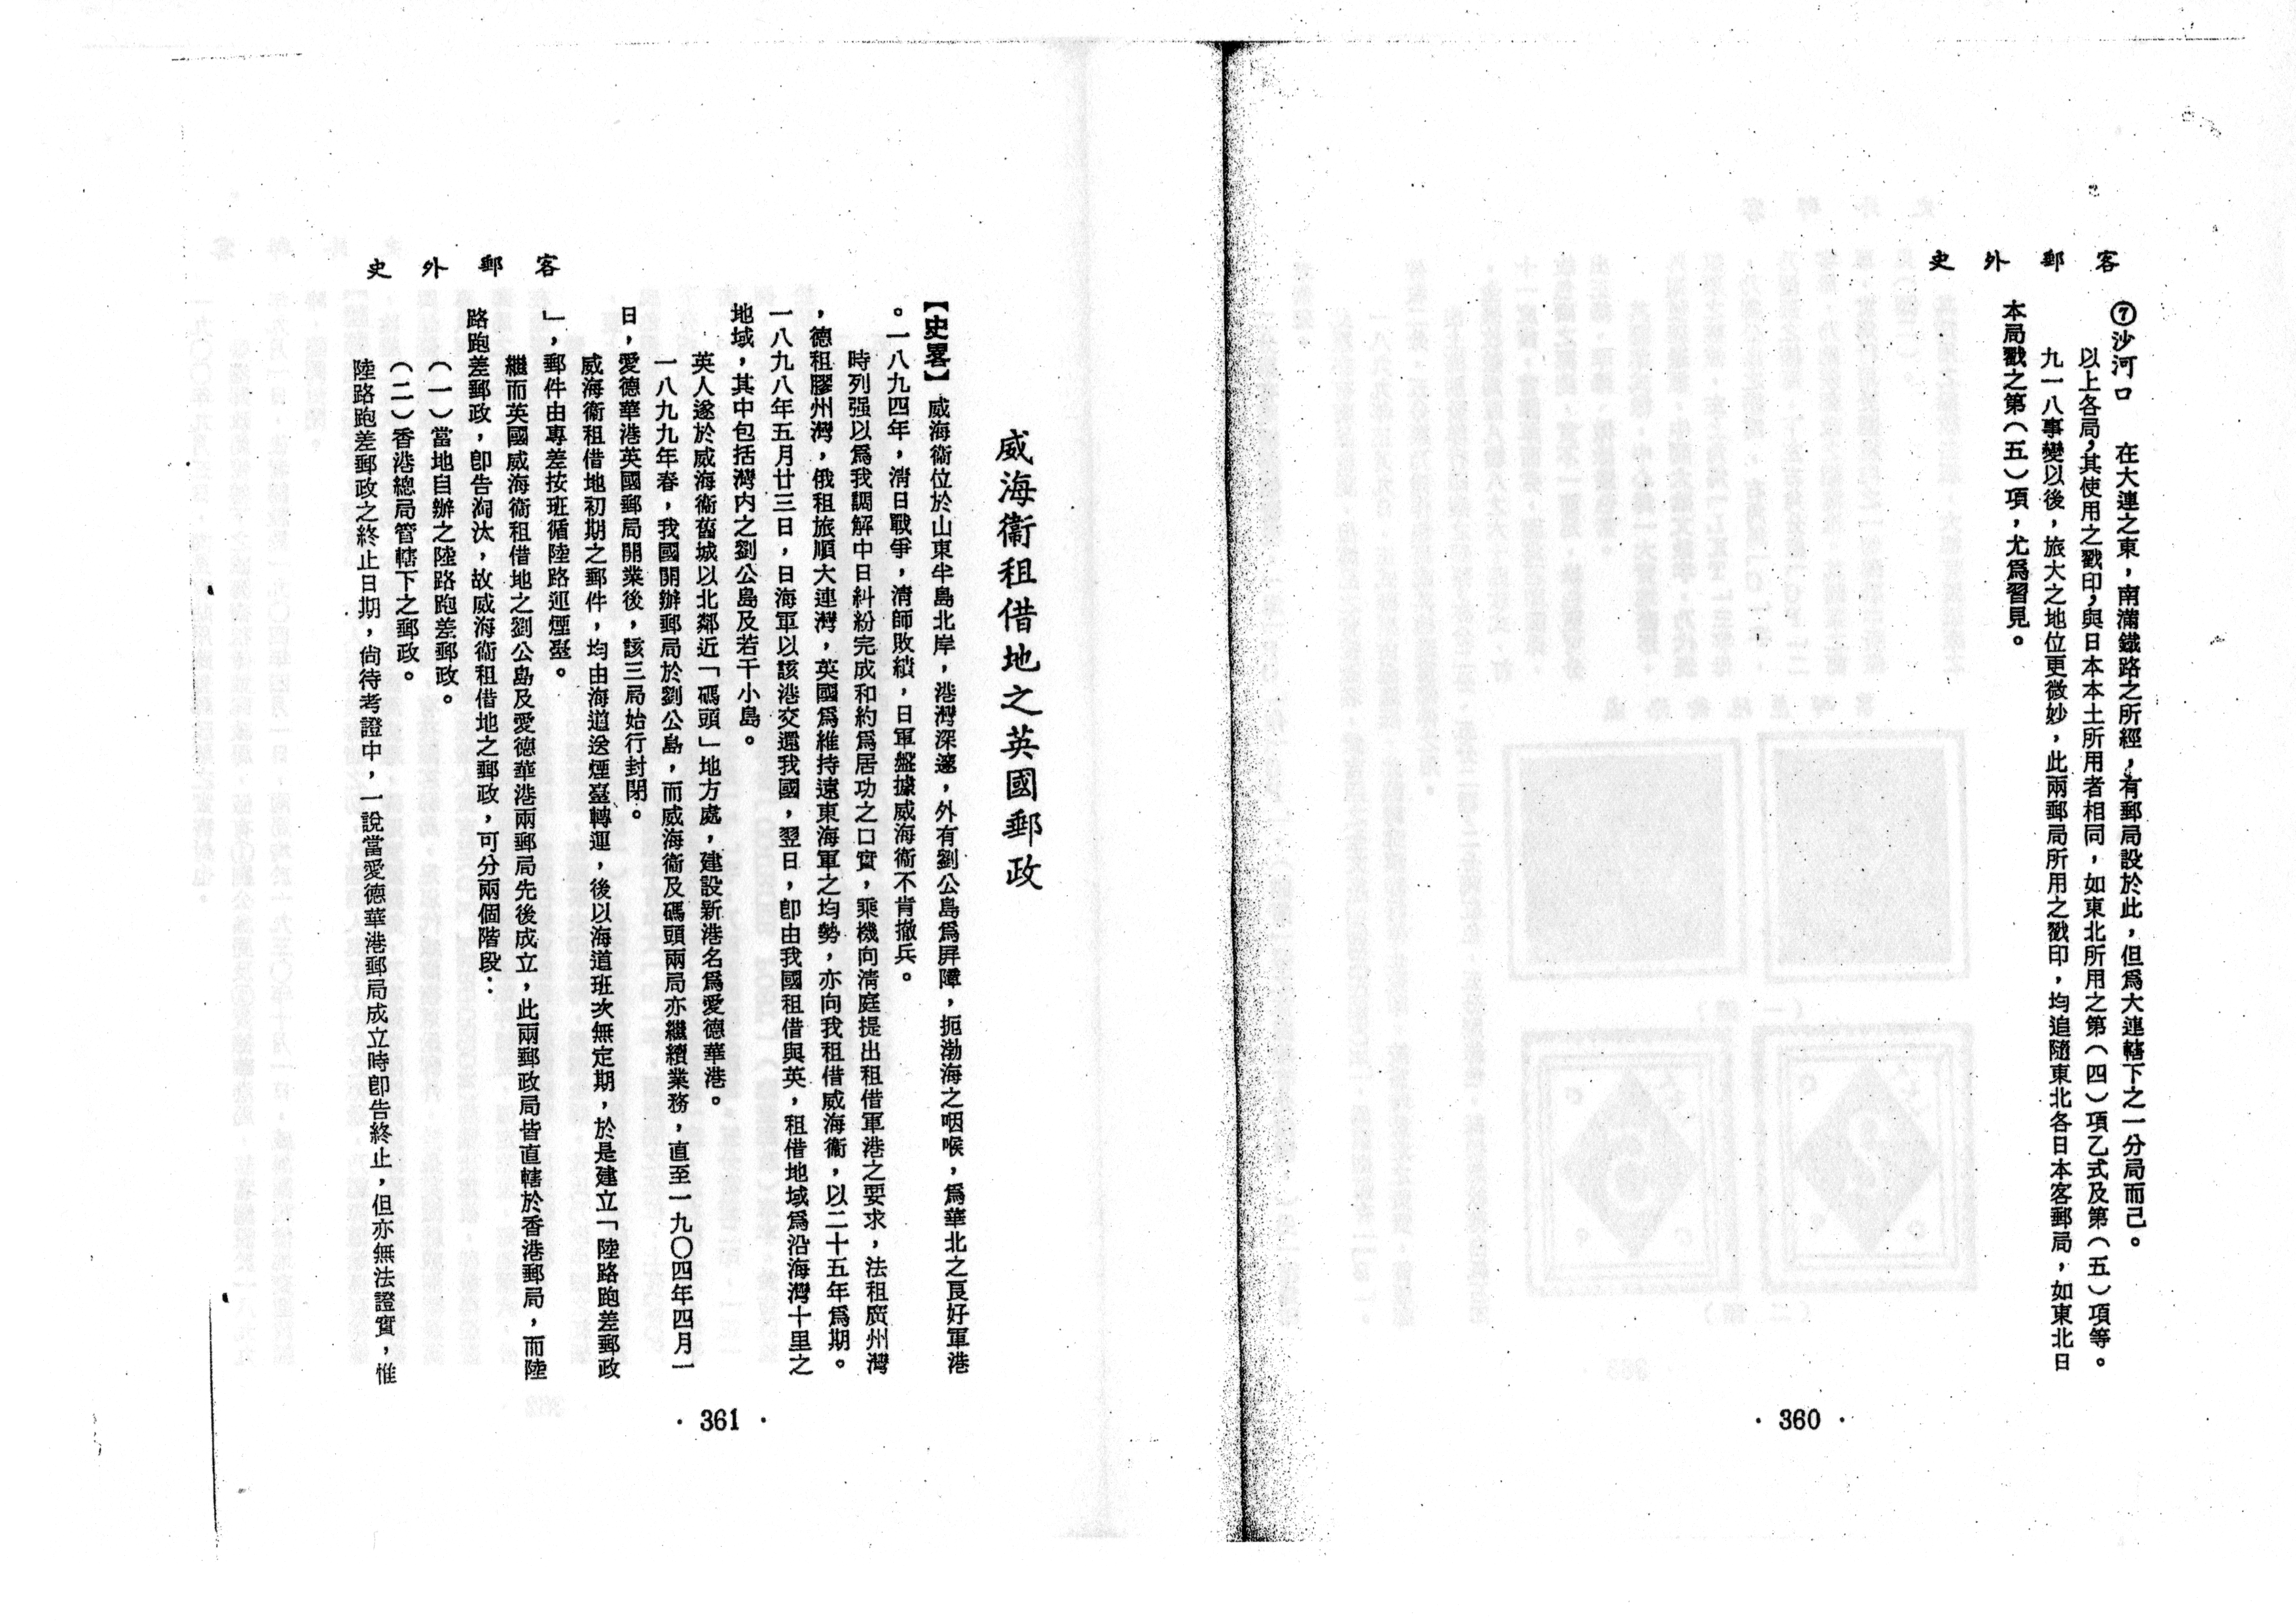 客郵外史
⑦沙河口　在大連之東，南滿鐵路之所經，有郵局設於此，但爲大連轄下之一分局而己。
以上各局，其使用之戳印，與日本本土所用者相同，如東北所用之第（四）項乙式及第（五）項等。
九一八事變以後，旅大之地位更微妙，此兩郵局所用之戳印，均追隨東北各日本客郵局，如東北日
本局戳之第（五）項，尤爲習見。
· 360 ·
客郵外史
威海衞租借地之英國郵政
【史畧】威海衞位於山東半島北岸，港灣深邃，外有劉公島爲屛障，扼渤海之咽喉，爲華北之良好軍港
。一八九四年，淸日戰爭，淸師敗績，日軍盤據威海衞不肯撤兵。
時列强以爲我調解中日糾紛完成和約爲居功之口實，乘機向淸庭提出租借軍港之要求，法租廣州灣
，德租膠州灣，俄租旅順大連灣，英國爲維持遠東海軍之均勢，亦向我租借威海衞，以二十五年爲期。
一八九八年五月廿三日，日海軍以該港交還我國，翌日，卽由我國租借與英，租借地域爲沿海灣十里之
地域，其中包括灣內之劉公島及若干小島。
英人遂於威海衞舊城以北鄰近「碼頭」地方處，建設新港名爲愛德華港。
一八九九年春，我國開辦郵局於劉公島，而威海衞及碼頭兩局亦繼續業務，直至一九〇四年四月一
日，愛德華港英國郵局開業後，該三局始行封閉。
威海衞租借地初期之郵件，均由海道送煙臺轉運，後以海道班次無定期，於是建立「陸路跑差郵政
」，郵件由專差按班循陸路逕煙臺。
繼而英國威海衞租借地之劉公島及愛德華港兩郵局先後成立，此兩郵政局皆直轄於香港郵局，而陸
路跑差郵政，卽告淘汰，故威海衞租借地之郵政，可分兩個階段：
（一）當地自辦之陸路跑差郵政。
（二）香港總局管轄下之郵政。
陸路跑差郵政之終止日期，尙待考證中，一說當愛德華港郵局成立時卽告終止，但亦無法證實，惟
· 361 ·